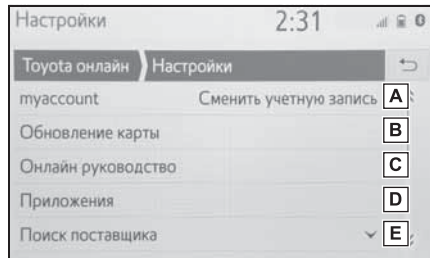 Настройки 2:31
Toyota онлайн Настройки
myaccount Сменить учетную запись A
Обновление карты B
Онлайн руководство C
Приложения D
Поиск поставщика E